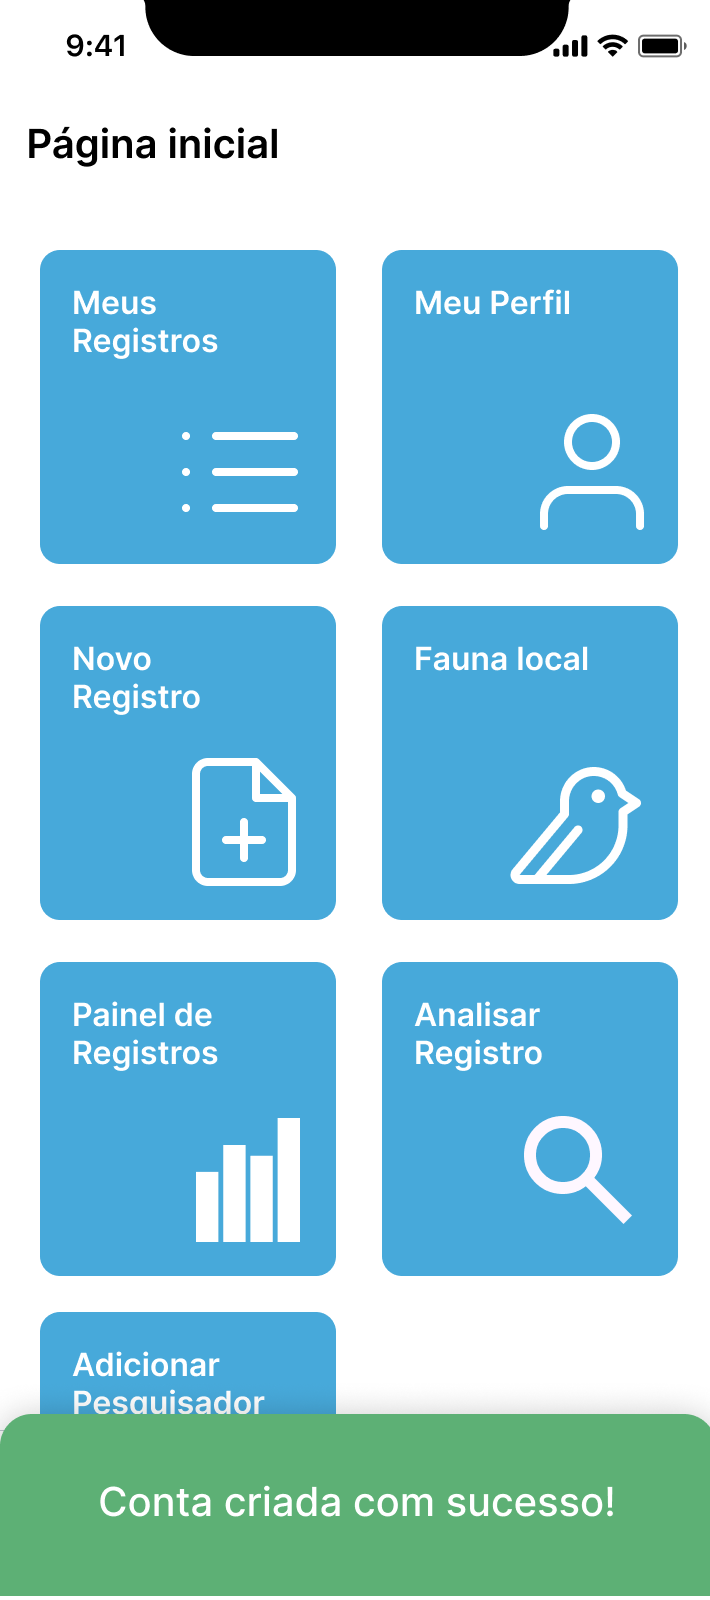 9:41
Página inicial
Meus
Registros
Meu Perfil
Novo
Registro
Fauna local
Painel de
Registros
Analisar
Registro
Adicionar
Pesquisador
Conta criada com sucesso!